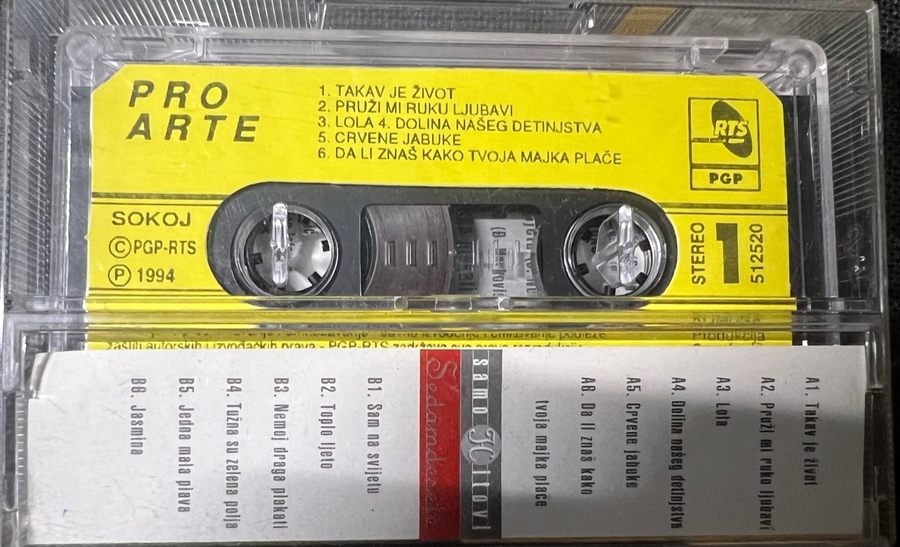 PRO
ARTE
1. TAKAV JE ŽIVOT
2. PRUŽI MI RUKU LJUBAVI
3. LOLA 4. DOLINA NAŠEG DETINJSTVA
5. CRVENE JABUKE
6. DA LI ZNAŠ KAKO TVOJA MAJKA PLAČE
RTS
PGP
SOKOJ
©PGP-RTS
Ⓟ 1994
STEREO
1
512520
A1. Takav je život
A2. Pruži mi ruku ljubavi
A3. Lola
A4. Dolina našeg detinjstva
A5. Crvene jabuke
A6. Da li znaš kako
tvoja majka plače
samo Hitovi
B1. Sam na svijetu
B2. Toplo ljeto
B3. Nemoj draga plakati
B4. Tužna su zelena polja
B5. Jedna mala plava
B6. Jasmina